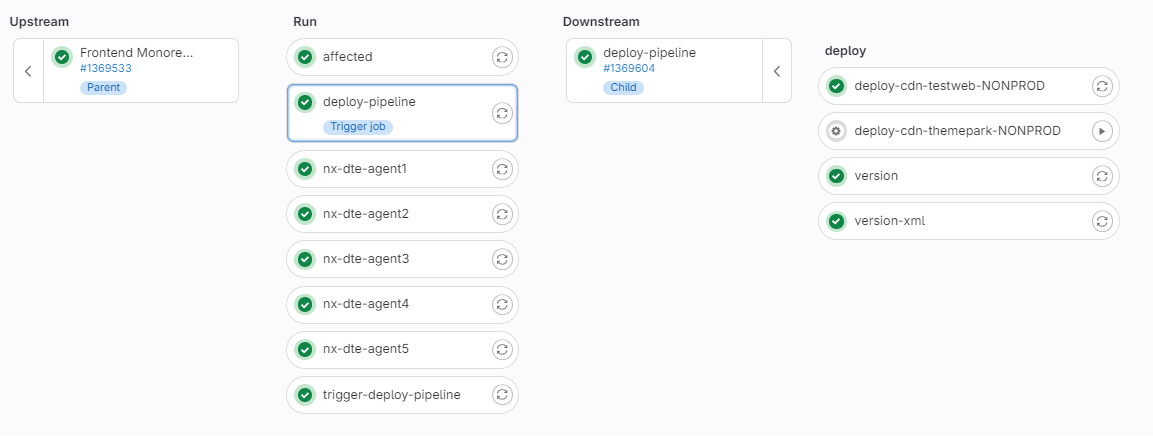 Upstream
Frontend Monore...
#1369533
Parent
Run
affected
deploy-pipeline
Trigger job
nx-dte-agent1
nx-dte-agent2
nx-dte-agent3
nx-dte-agent4
nx-dte-agent5
trigger-deploy-pipeline
Downstream
deploy-pipeline
#1369604
Child
deploy
deploy-cdn-testweb-NONPROD
deploy-cdn-themepark-NONPROD
version
version-xml